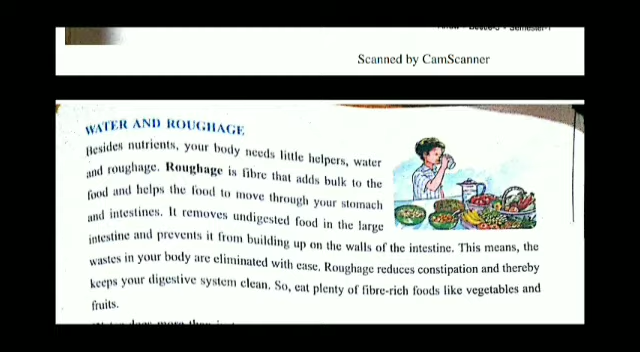 Scanned by CamScanner
WATER AND ROUGHAGE
Besides nutrients, your body needs little helpers, water
and roughage. Roughage is fibre that adds bulk to the
food and helps the food to move through your stomach
and intestines. It removes undigested food in the large
intestine and prevents it from building up on the walls of the intestine. This means, the
wastes in your body are eliminated with ease. Roughage reduces constipation and thereby
keeps your digestive system clean. So, eat plenty of fibre-rich foods like vegetables and
fruits.